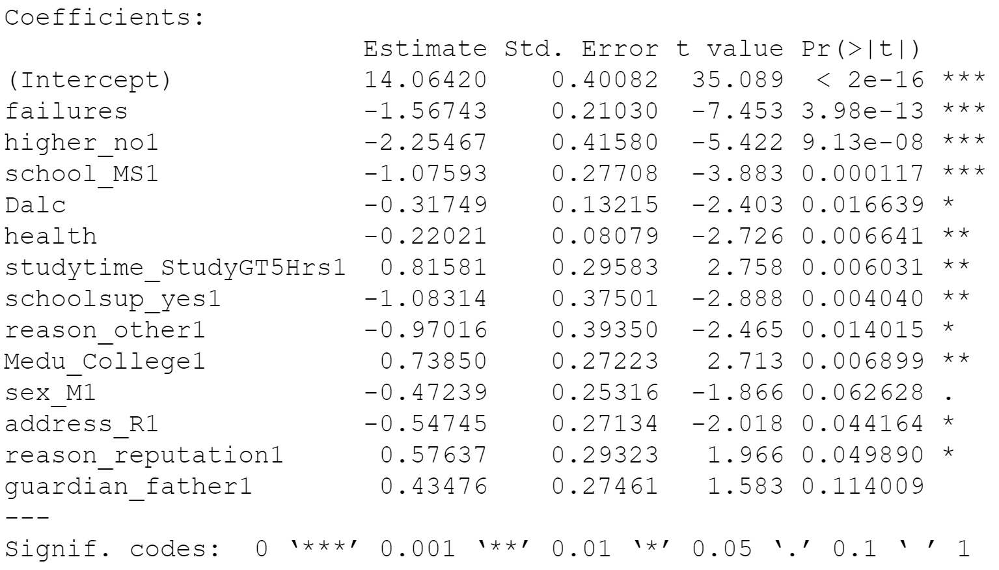 Coefficients:
Estimate Std. Error t value Pr(>|t|)
(Intercept) 14.06420 0.40082 35.089 < 2e-16 ***
failures -1.56743 0.21030 -7.453 3.98e-13 ***
higher_no1 -2.25467 0.41580 -5.422 9.13e-08 ***
school_MS1 -1.07593 0.27708 -3.883 0.000117 ***
Dalc -0.31749 0.13215 -2.403 0.016639 *
health -0.22021 0.08079 -2.726 0.006641 **
studytime_StudyGT5Hrs1 0.81581 0.29583 2.758 0.006031 **
schoolsup_yes1 -1.08314 0.37501 -2.888 0.004040 **
reason_other1 -0.97016 0.39350 -2.465 0.014015 *
Medu_College1 0.73850 0.27223 2.713 0.006899 **
sex_M1 -0.47239 0.25316 -1.866 0.062628 .
address_R1 -0.54745 0.27134 -2.018 0.044164 *
reason_reputation1 0.57637 0.29323 1.966 0.049890 *
guardian_father1 0.43476 0.27461 1.583 0.114009
---
Signif. codes: 0 ‘***’ 0.001 ‘**’ 0.01 ‘*’ 0.05 ‘.’ 0.1 ‘ ’ 1